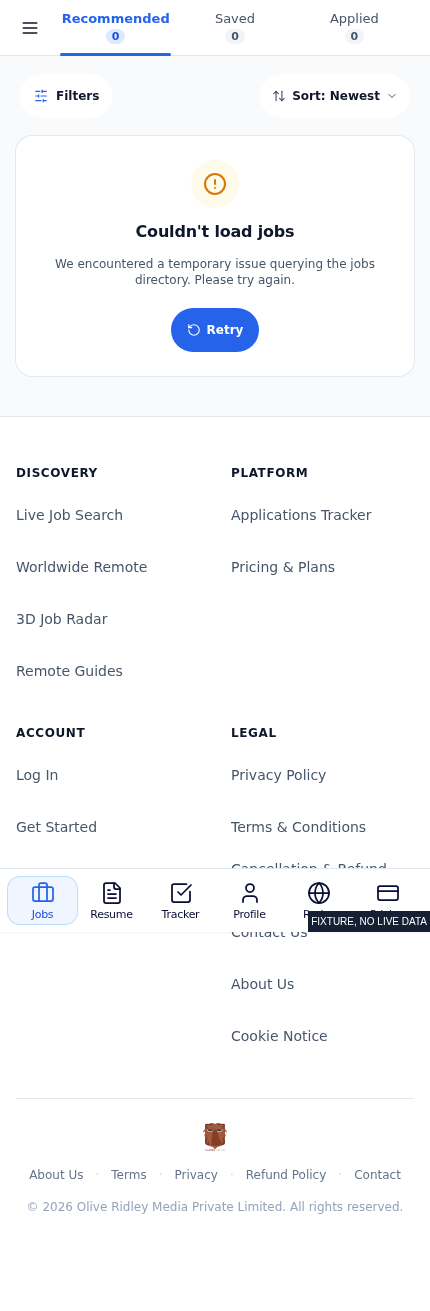 Recommended
0
Saved
0
Applied
0
Filters
Sort: Newest
Couldn't load jobs
We encountered a temporary issue querying the jobs
directory. Please try again.
Retry
DISCOVERY
Live Job Search
Worldwide Remote
3D Job Radar
Remote Guides
PLATFORM
Applications Tracker
Pricing & Plans
ACCOUNT
Log In
Get Started
LEGAL
Privacy Policy
Terms & Conditions
Cancellation & Refund
Contact Us
About Us
Cookie Notice
Jobs
Resume
Tracker
Profile
FIXTURE, NO LIVE DATA
About Us · Terms · Privacy · Refund Policy · Contact
© 2026 Olive Ridley Media Private Limited. All rights reserved.